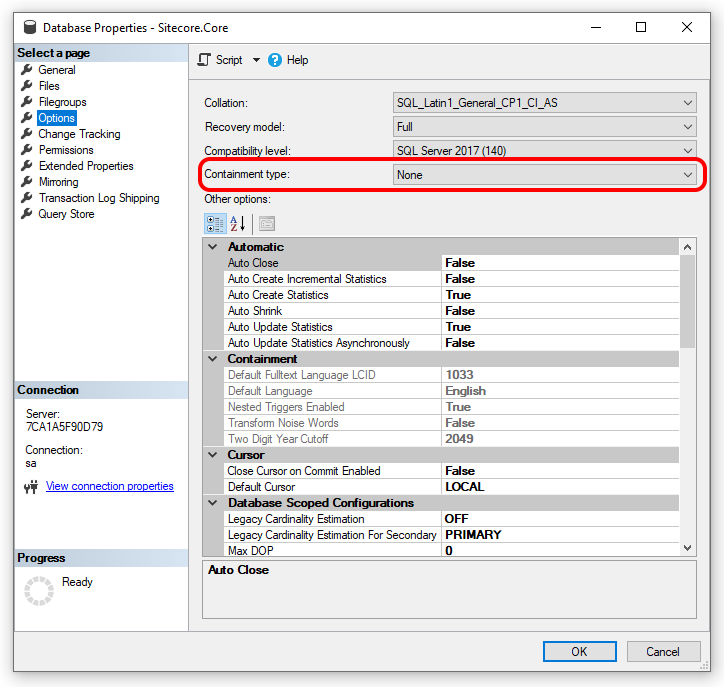 Database Properties - Sitecore.Core
Select a page
General
Files
Filegroups
Options
Change Tracking
Permissions
Extended Properties
Mirroring
Transaction Log Shipping
Query Store
Connection
Server:
7CA1A5F90D79
Connection:
sa
View connection properties
Progress
Ready
Script
Help
Collation: SQL_Latin1_General_CP1_CI_AS
Recovery model: Full
Compatibility level: SQL Server 2017 (140)
Containment type: None
Other options:
Automatic
Auto Close False
Auto Create Incremental Statistics False
Auto Create Statistics True
Auto Shrink False
Auto Update Statistics True
Auto Update Statistics Asynchronously False
Containment
Default Fulltext Language LCID 1033
Default Language English
Nested Triggers Enabled True
Transform Noise Words False
Two Digit Year Cutoff 2049
Cursor
Close Cursor on Commit Enabled False
Default Cursor LOCAL
Database Scoped Configurations
Legacy Cardinality Estimation OFF
Legacy Cardinality Estimation For Secondary PRIMARY
Max DOP 0
Auto Close
OK Cancel